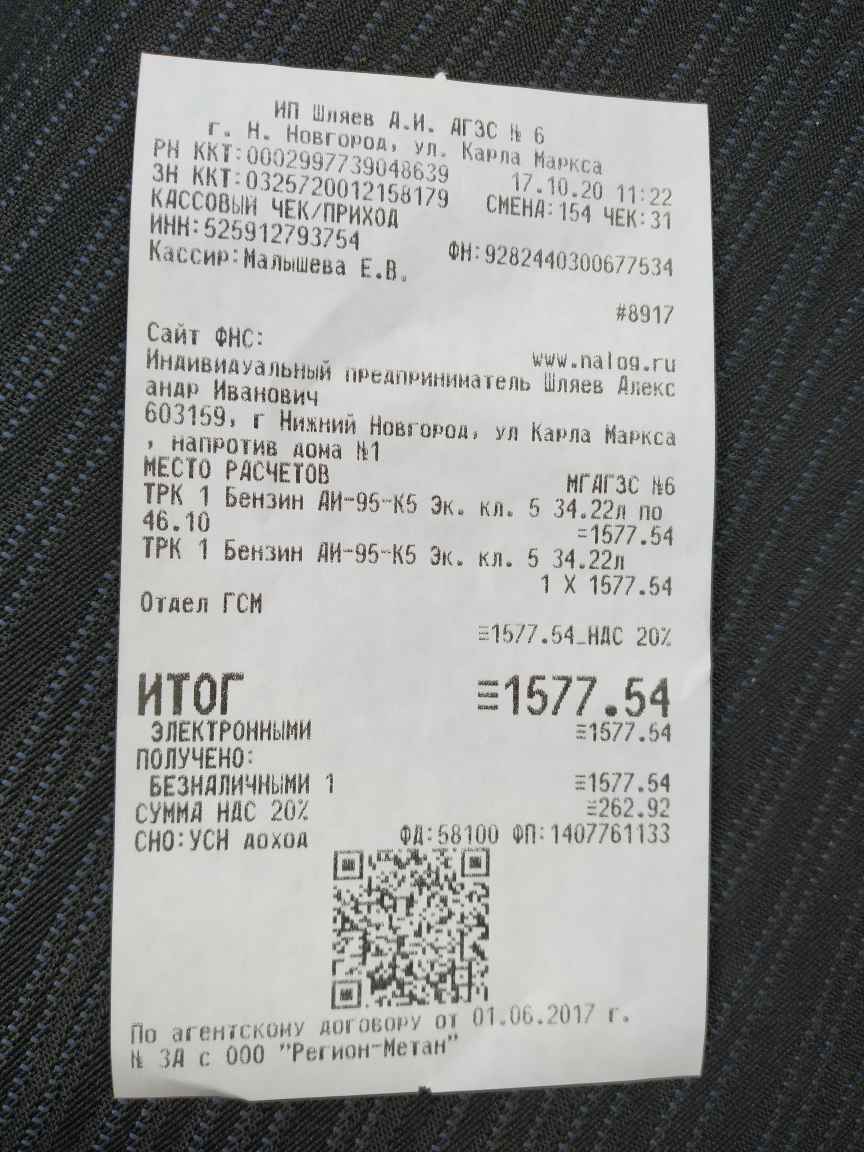 ИП Шляев А.И. АГЗС № 6
г. Н. Новгород, ул. Карла Маркса
РН ККТ:0002997739048639 17.10.20 11:22
ЗН ККТ:0325720012158179 СМЕНА:154 ЧЕК:31
КАССОВЫЙ ЧЕК/ПРИХОД
ИНН:525912793754 ФН:9282440300677534
Кассир:Малышева Е.В.
#8917
Сайт ФНС: www.nalog.ru
Индивидуальный предприниматель Шляев Алекс
андр Иванович
603159, г Нижний Новгород, ул Карла Маркса
, напротив дома №1
МЕСТО РАСЧЕТОВ МГАГЗС №6
ТРК 1 Бензин АИ-95-К5 Эк. кл. 5 34.22л по
46.10 =1577.54
ТРК 1 Бензин АИ-95-К5 Эк. кл. 5 34.22л
1 X 1577.54
Отдел ГСМ
≡1577.54_НДС 20%
ИТОГ ≡1577.54
ЭЛЕКТРОННЫМИ ≡1577.54
ПОЛУЧЕНО:
БЕЗНАЛИЧНЫМИ 1 ≡1577.54
СУММА НДС 20% ≡262.92
СНО:УСН доход ФД:58100 ФП:1407761133
По агентскому договору от 01.06.2017 г.
№ 3А с ООО "Регион-Метан"